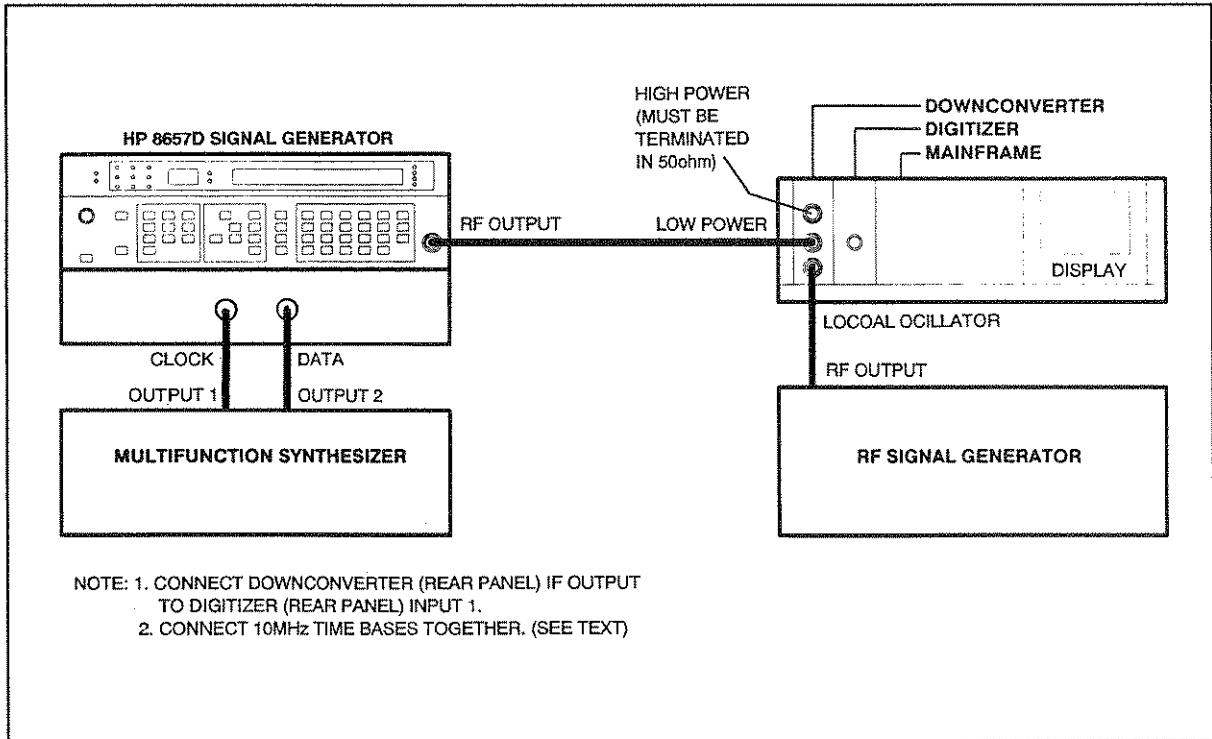 HIGH POWER
(MUST BE
TERMINATED
IN 50ohm)
DOWNCONVERTER
DIGITIZER
MAINFRAME
HP 8657D SIGNAL GENERATOR
RF OUTPUT
LOW POWER
DISPLAY
LOCOAL OCILLATOR
CLOCK
DATA
RF OUTPUT
OUTPUT 1
OUTPUT 2
MULTIFUNCTION SYNTHESIZER
RF SIGNAL GENERATOR
NOTE: 1. CONNECT DOWNCONVERTER (REAR PANEL) IF OUTPUT
TO DIGITIZER (REAR PANEL) INPUT 1.
2. CONNECT 10MHz TIME BASES TOGETHER. (SEE TEXT)